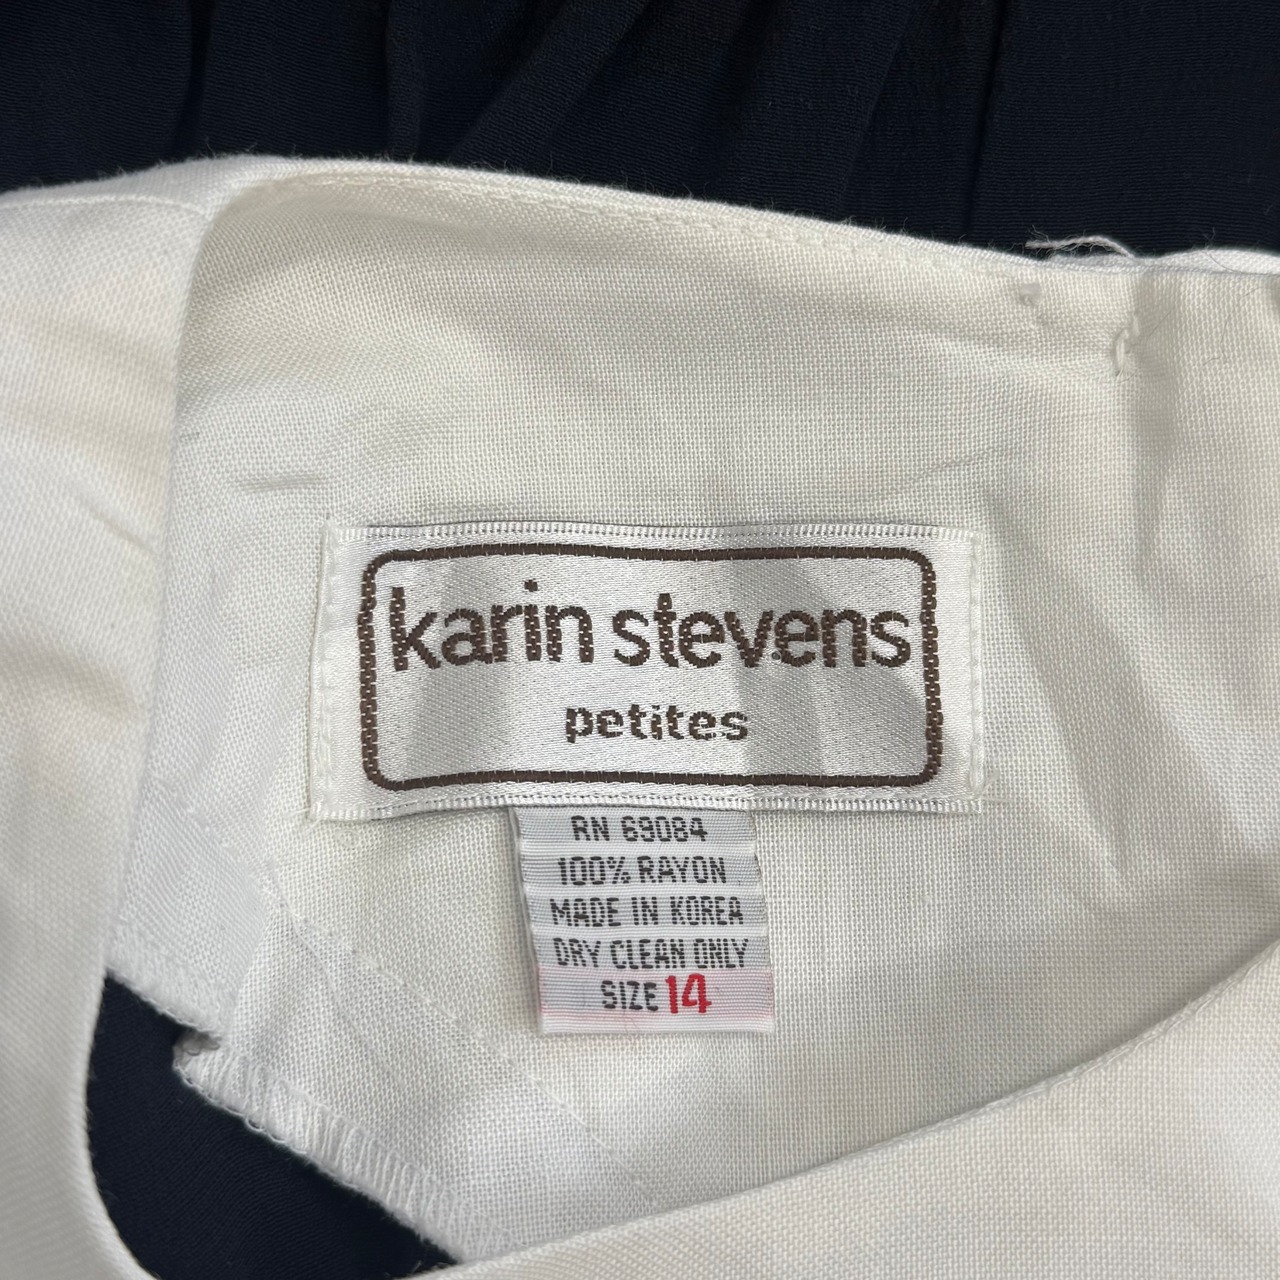 karin stevens
petites
RN 69084
100% RAYON
MADE IN KOREA
DRY CLEAN ONLY
SIZE 14